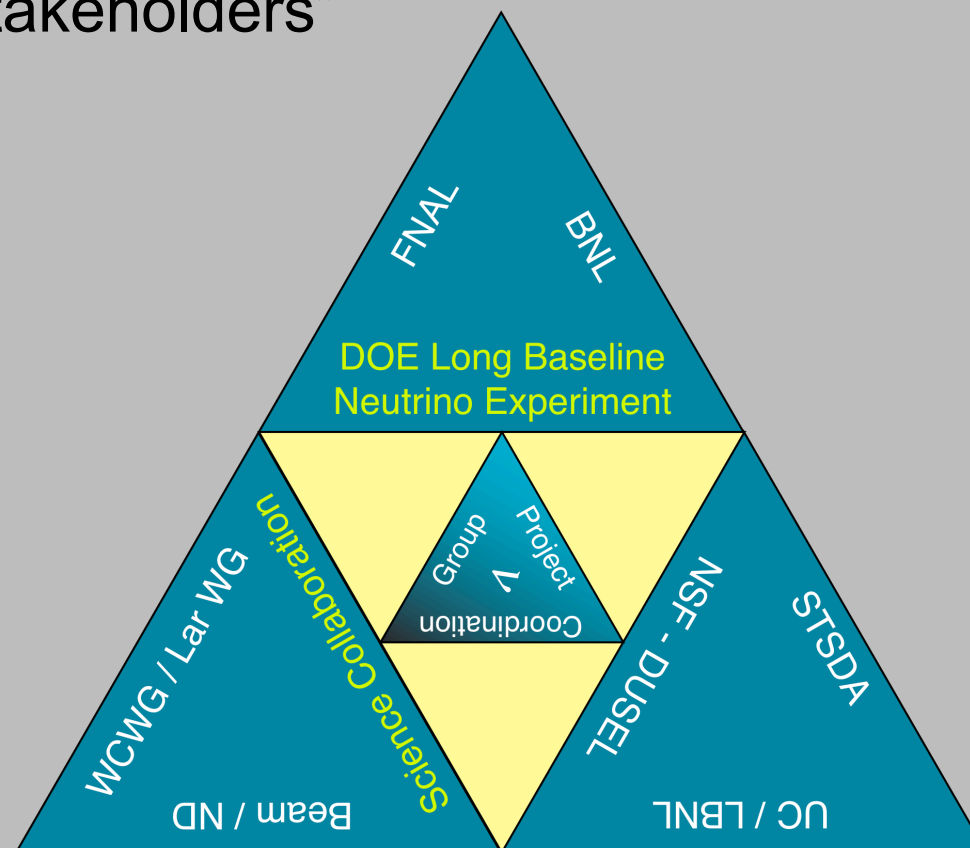 takeholders"
FNAL
BNL
DOE Long Baseline
Neutrino Experiment
Science Collaboration
WCWG / Lar WG
Beam / ND
Group
Project
Coordination
NSF - DUSEL
STSDA
UC / LBNL